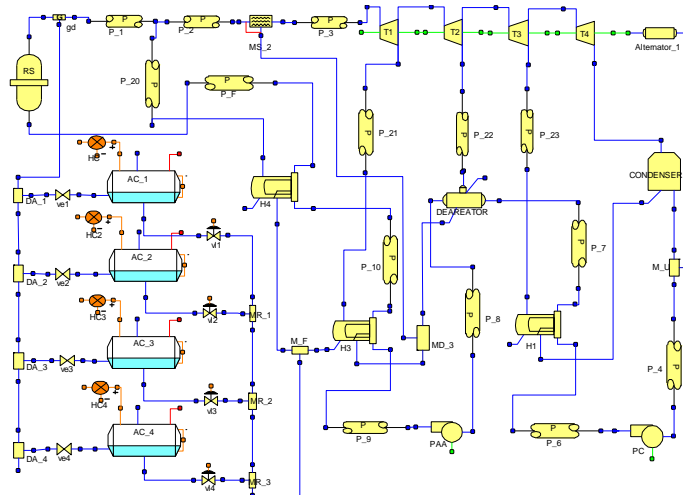 gd
P_1
P_2
MS_2
P_3
T1
T2
T3
T4
Alternator_1
RS
P_20
P_F
P
P
P
P
P
P_21
P
P_22
P
P_23
P
HC
AC_1
H4
DEAREATOR
CONDENSER
DA_1
ve1
HC2
vl1
P_7
P
AC_2
P_10
P
M_U
DA_2
ve2
HC3
vl2
MR_1
P_8
P
AC_3
M_F
H3
MD_3
H1
DA_3
ve3
P_4
P
HC4
vl3
MR_2
AC_4
P
P_9
PAA
P
P_6
PC
DA_4
ve4
vl4
MR_3